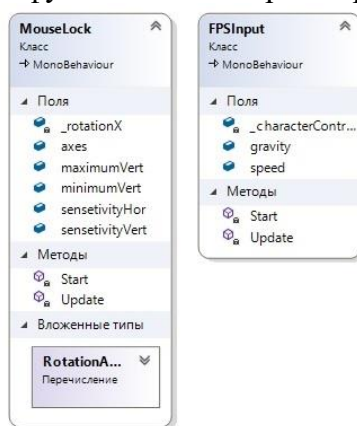 MouseLock
Класс
MonoBehaviour
Поля
_rotationX
axes
maximumVert
minimumVert
sensetivityHor
sensetivityVert
Методы
Start
Update
Вложенные типы
RotationA...
Перечисление
FPSInput
Класс
MonoBehaviour
Поля
_characterContr...
gravity
speed
Методы
Start
Update